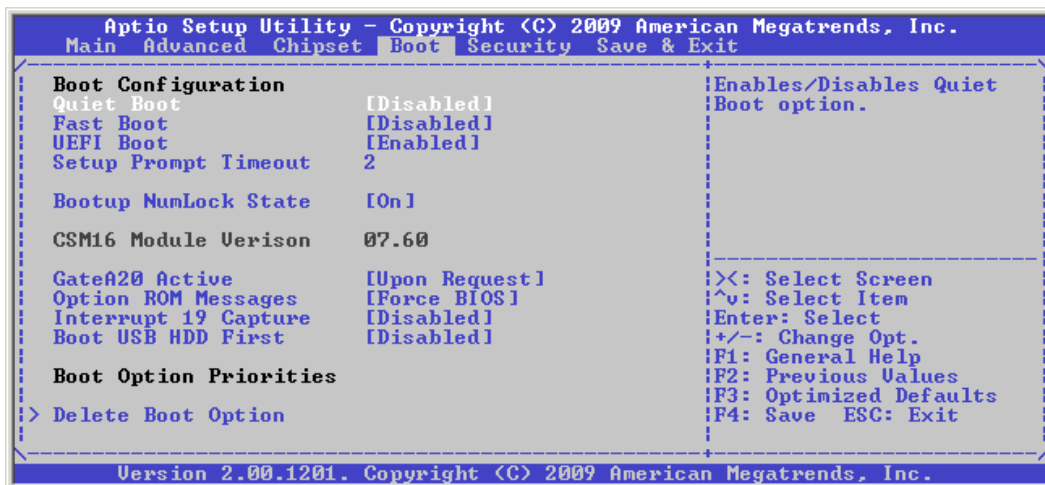 Aptio Setup Utility – Copyright (C) 2009 American Megatrends, Inc.
Main Advanced Chipset Boot Security Save & Exit
Boot Configuration
Quiet Boot [Disabled]
Fast Boot [Disabled]
UEFI Boot [Enabled]
Setup Prompt Timeout 2
Bootup NumLock State [On]
CSM16 Module Verison 07.60
GateA20 Active [Upon Request]
Option ROM Messages [Force BIOS]
Interrupt 19 Capture [Disabled]
Boot USB HDD First [Disabled]
Boot Option Priorities
> Delete Boot Option
Enables/Disables Quiet
Boot option.
><: Select Screen
^v: Select Item
Enter: Select
+/-: Change Opt.
F1: General Help
F2: Previous Values
F3: Optimized Defaults
F4: Save ESC: Exit
Version 2.00.1201. Copyright (C) 2009 American Megatrends, Inc.